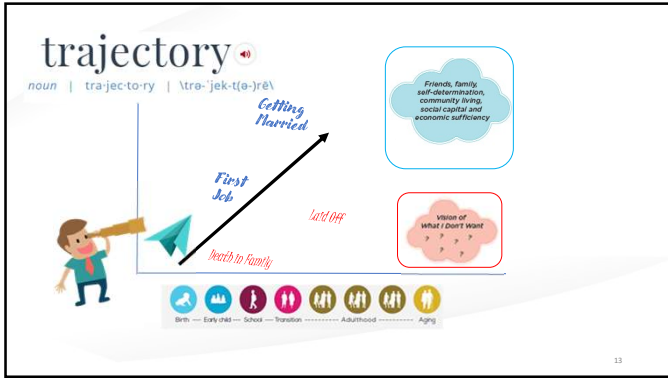 trajectory
noun | tra·jec·to·ry | \trə-ˈjek-t(ə-)rē\
Getting
Married
First
Job
Laid Off
Death in Family
Friends, family,
self-determination,
community living,
social capital and
economic sufficiency
Vision of
What I Don't Want
? ? ? ?
? ?
Birth --- Early child --- School --- Transition ---------- Adulthood ---------- Aging
13